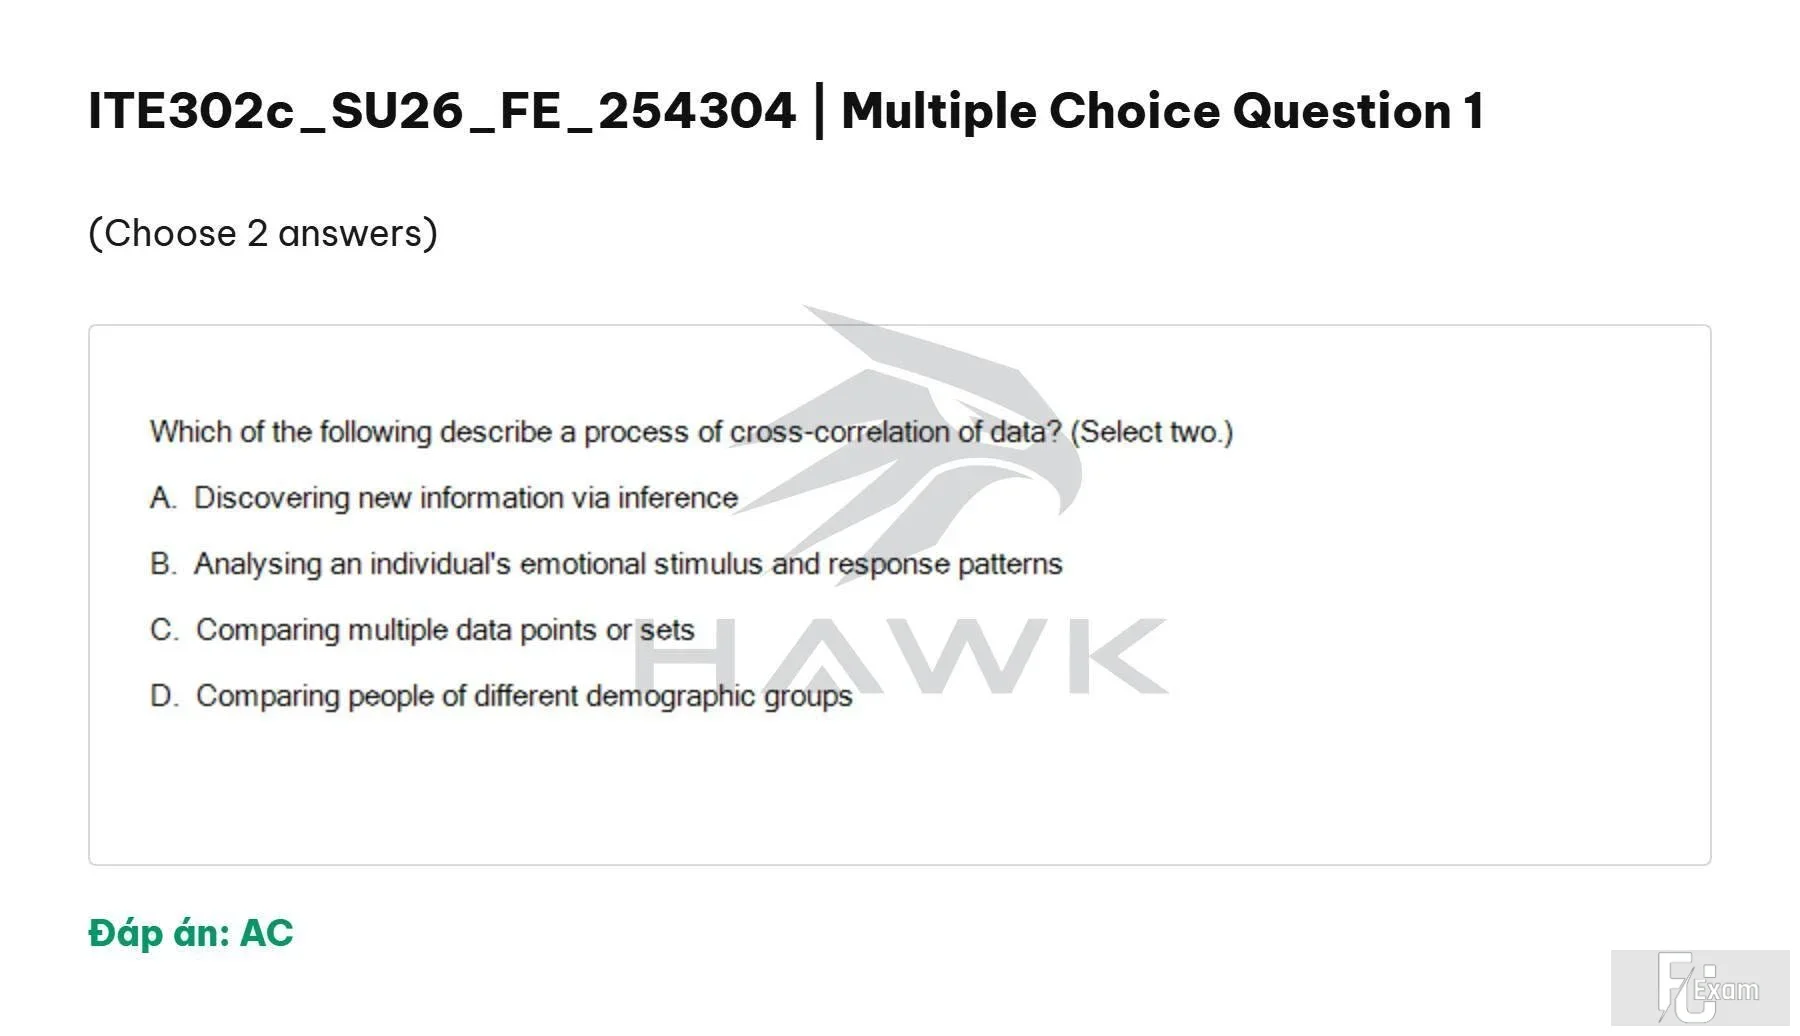 ITE302c_SU26_FE_254304 | Multiple Choice Question 1
(Choose 2 answers)
Which of the following describe a process of cross-correlation of data? (Select two.)
A. Discovering new information via inference
B. Analysing an individual's emotional stimulus and response patterns
C. Comparing multiple data points or sets
D. Comparing people of different demographic groups
HAWK
Đáp án: AC
FU Exam